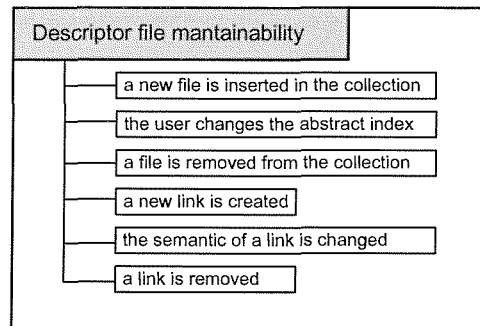 Descriptor file mantainability
a new file is inserted in the collection
the user changes the abstract index
a file is removed from the collection
a new link is created
the semantic of a link is changed
a link is removed